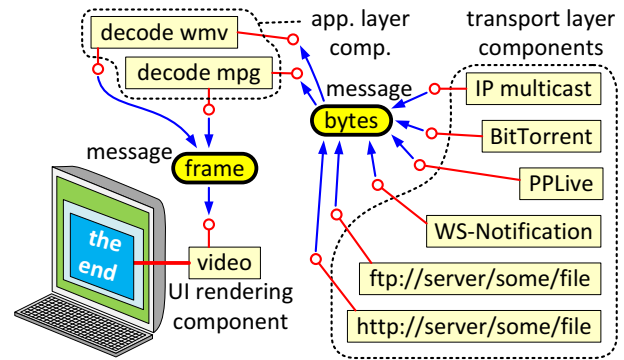 decode wmv
app. layer
comp.
transport layer
components
decode mpg
message
IP multicast
bytes
BitTorrent
message
frame
PPLive
the
end
WS-Notification
video
ftp://server/some/file
UI rendering
component
http://server/some/file